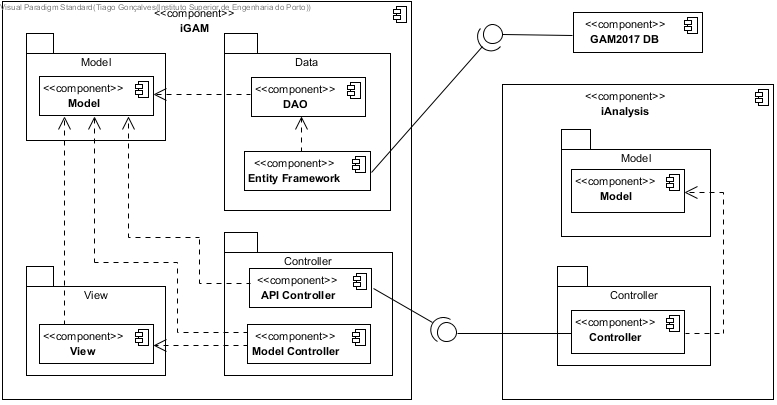 Visual Paradigm Standard(Tiago Gonçalves(Instituto Superior de Engenharia do Porto))
<<component>>
iGAM
<<component>>
GAM2017 DB
Model
<<component>>
Model
Data
<<component>>
DAO
<<component>>
Entity Framework
<<component>>
iAnalysis
Model
<<component>>
Model
View
<<component>>
View
Controller
<<component>>
API Controller
<<component>>
Model Controller
Controller
<<component>>
Controller